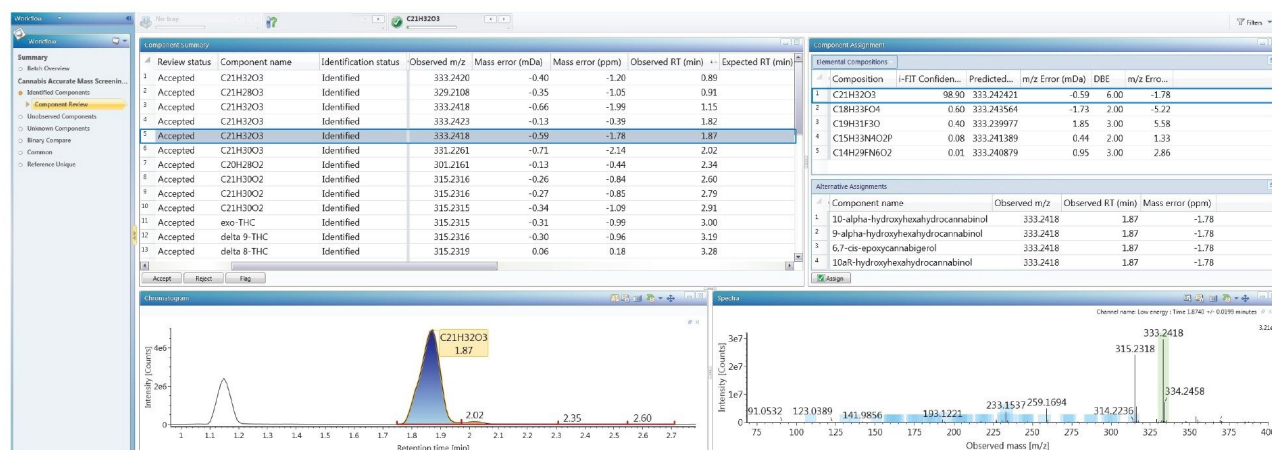 Workflow
No tray
C21H32O3
Filters
Workflow
Summary
Batch Overview
Cannabis Accurate Mass Screenin...
Identified Components
Component Review
Unobserved Components
Unknown Components
Binary Compare
Common
Reference Unique
Component Summary
Review status Component name Identification status Observed m/z Mass error (mDa) Mass error (ppm) Observed RT (min) Expected RT (min)
1 Accepted C21H32O3 Identified 333.2420 -0.40 -1.20 0.89
2 Accepted C21H28O3 Identified 329.2108 -0.35 -1.05 0.91
3 Accepted C21H32O3 Identified 333.2418 -0.66 -1.99 1.15
4 Accepted C21H32O3 Identified 333.2423 -0.13 -0.39 1.82
5 Accepted C21H32O3 Identified 333.2418 -0.59 -1.78 1.87
6 Accepted C21H30O3 Identified 331.2261 -0.71 -2.14 2.02
7 Accepted C20H28O2 Identified 301.2161 -0.13 -0.44 2.34
8 Accepted C21H30O2 Identified 315.2316 -0.26 -0.84 2.60
9 Accepted C21H30O2 Identified 315.2316 -0.27 -0.85 2.79
10 Accepted C21H30O2 Identified 315.2315 -0.34 -1.09 2.91
11 Accepted exo-THC Identified 315.2315 -0.31 -0.99 3.00
12 Accepted delta 9-THC Identified 315.2316 -0.30 -0.96 3.19
13 Accepted delta 8-THC Identified 315.2319 0.06 0.18 3.28
Accept Reject Flag
Component Assignment
Elemental Compositions
Composition i-FIT Confiden... Predicted... m/z Error (mDa) DBE m/z Erro...
1 C21H32O3 98.90 333.242421 -0.59 6.00 -1.78
2 C18H33FO4 0.60 333.243564 -1.73 2.00 -5.22
3 C19H31F3O 0.40 333.239977 1.85 3.00 5.58
4 C15H33N4O2P 0.08 333.241389 0.44 2.00 1.33
5 C14H29FN6O2 0.01 333.240879 0.95 3.00 2.86
Alternative Assignments
Component name Observed m/z Observed RT (min) Mass error (ppm)
1 10-alpha-hydroxyhexahydrocannabinol 333.2418 1.87 -1.78
2 9-alpha-hydroxyhexahydrocannabinol 333.2418 1.87 -1.78
3 6,7-cis-epoxycannabigerol 333.2418 1.87 -1.78
4 10aR-hydroxyhexahydrocannabinol 333.2418 1.87 -1.78
Assign
Chromatogram
C21H32O3
1.87
4e6
2e6
0
2.02 2.35 2.60
1 1.1 1.2 1.3 1.4 1.5 1.6 1.7 1.8 1.9 2 2.1 2.2 2.3 2.4 2.5 2.6 2.7
Intensity [Counts]
Retention time [min]
Spectra
Channel name: Low energy : Time 1.8740 +/- 0.0199 minutes
3.21e
333.2418
3e7
315.2318
2e7
334.2458
1e7
91.0532 123.0389 141.9856 193.1221 233.1537 259.1694 314.2236
0
75 100 125 150 175 200 225 250 275 300 325 350 375 400
Intensity [Counts]
Observed mass [m/z]